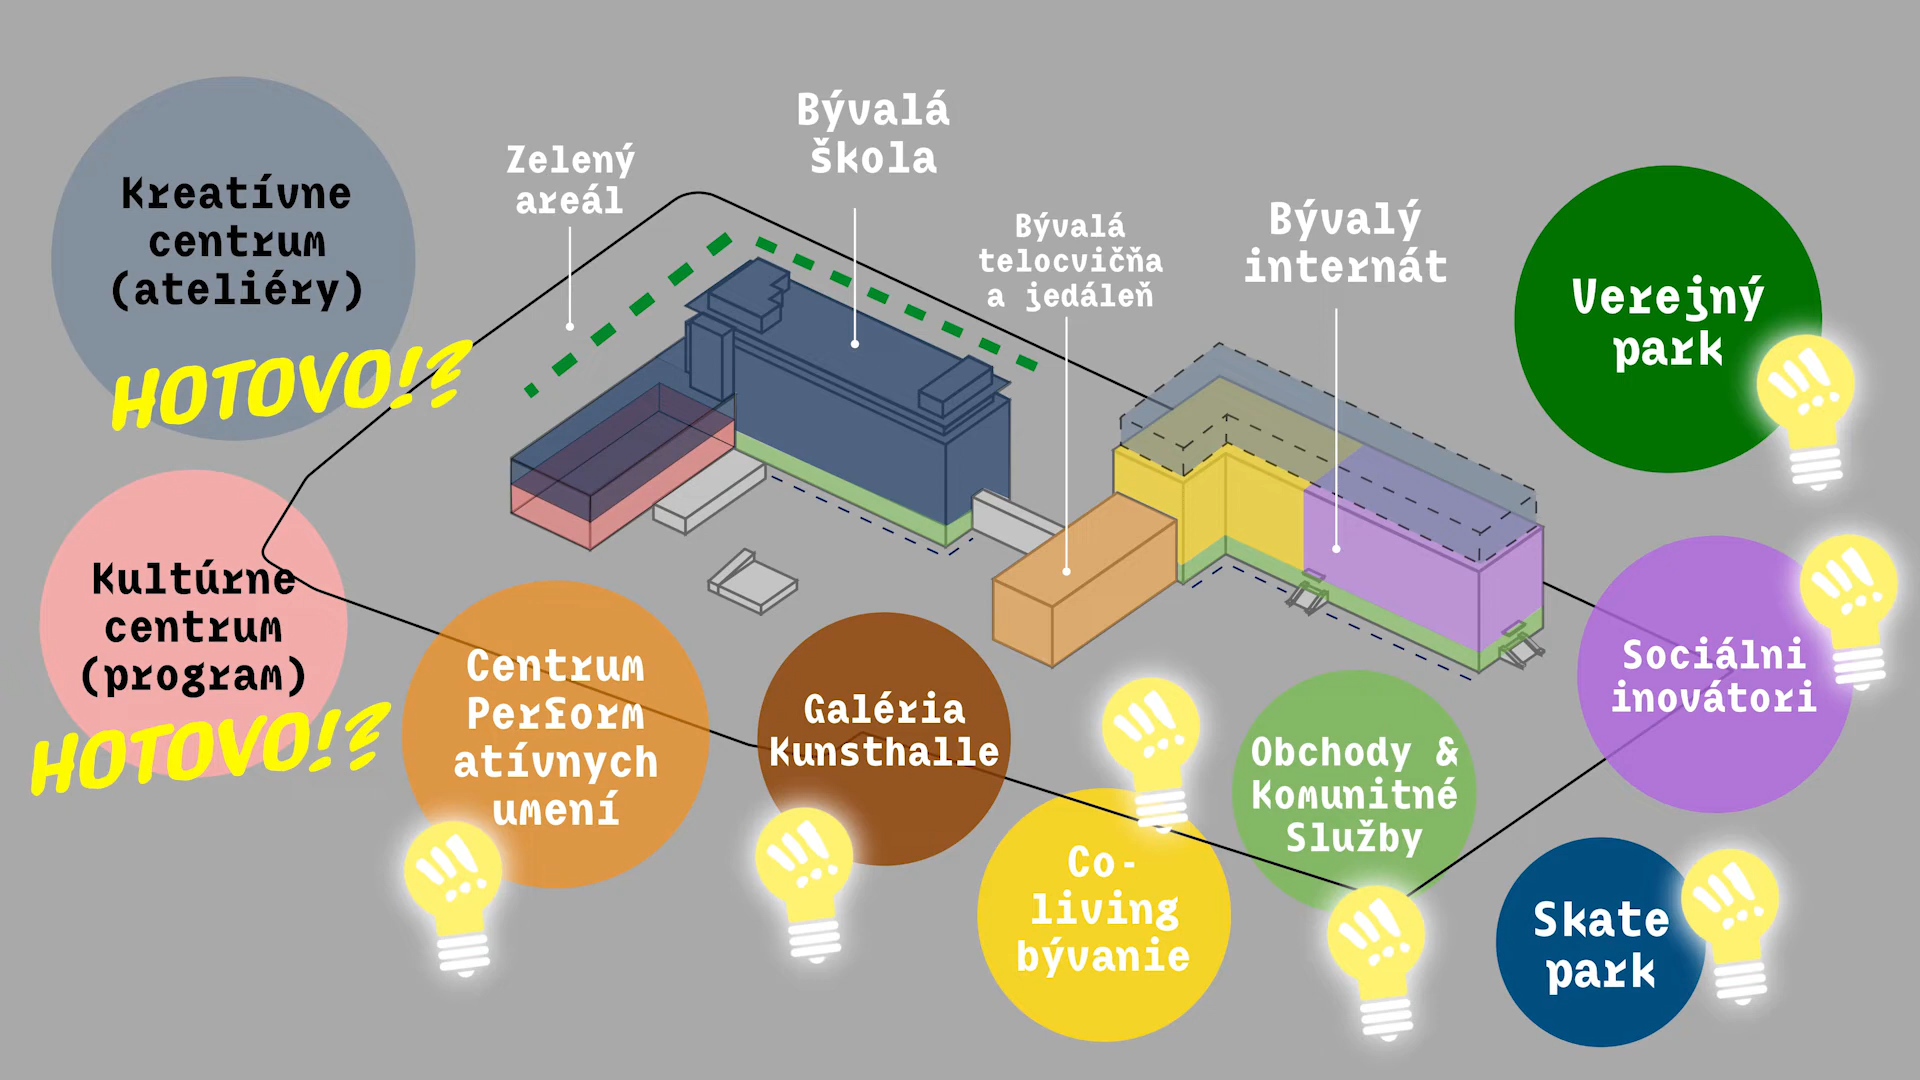 Kreatívne
centrum
(ateliéry)
HOTOVO!?
Zelený
areál
Bývalá
škola
Bývalá
telocvičňa
a jedáleň
Bývalý
internát
Verejný
park
!!!
Kultúrne
centrum
(program)
HOTOVO!?
Centrum
Perform
atívnych
umení
!!!
Galéria
Kunsthalle
!!!
Co-
living
bývanie
!!!
Obchody &
Komunitné
Služby
!!!
Sociálni
inovátori
!!!
Skate
park
!!!